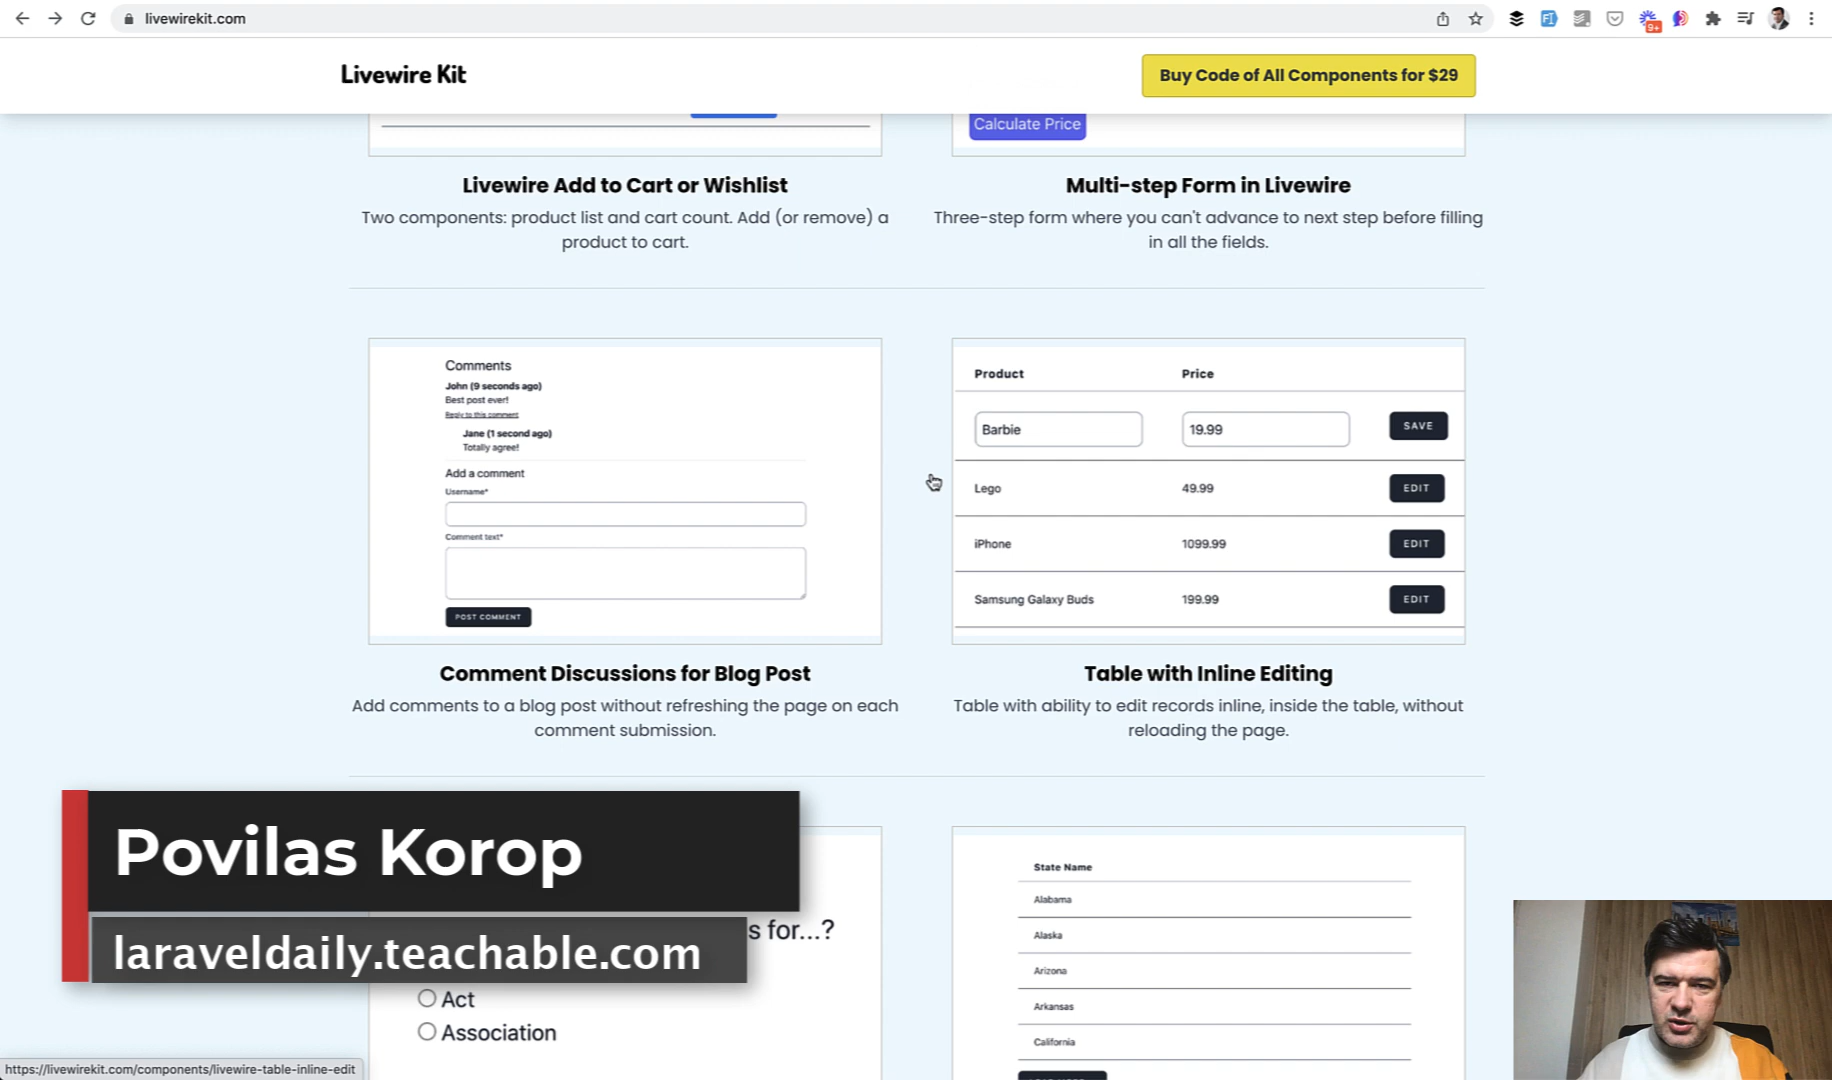 livewirekit.com
9+
Livewire Kit
Buy Code of All Components for $29
Calculate Price
Livewire Add to Cart or Wishlist
Two components: product list and cart count. Add (or remove) a
product to cart.
Multi-step Form in Livewire
Three-step form where you can't advance to next step before filling
in all the fields.
Comments
John (9 seconds ago)
Best post ever!
Reply to this comment
Jane (1 second ago)
Totally agree!
Add a comment
Username*
Comment text*
POST COMMENT
Product Price
Barbie 19.99 SAVE
Lego 49.99 EDIT
iPhone 1099.99 EDIT
Samsung Galaxy Buds 199.99 EDIT
Comment Discussions for Blog Post
Add comments to a blog post without refreshing the page on each
comment submission.
Table with Inline Editing
Table with ability to edit records inline, inside the table, without
reloading the page.
Povilas Korop
laraveldaily.teachable.com
s for...?
Act
Association
State Name
Alabama
Alaska
Arizona
Arkansas
California
https://livewirekit.com/components/livewire-table-inline-edit